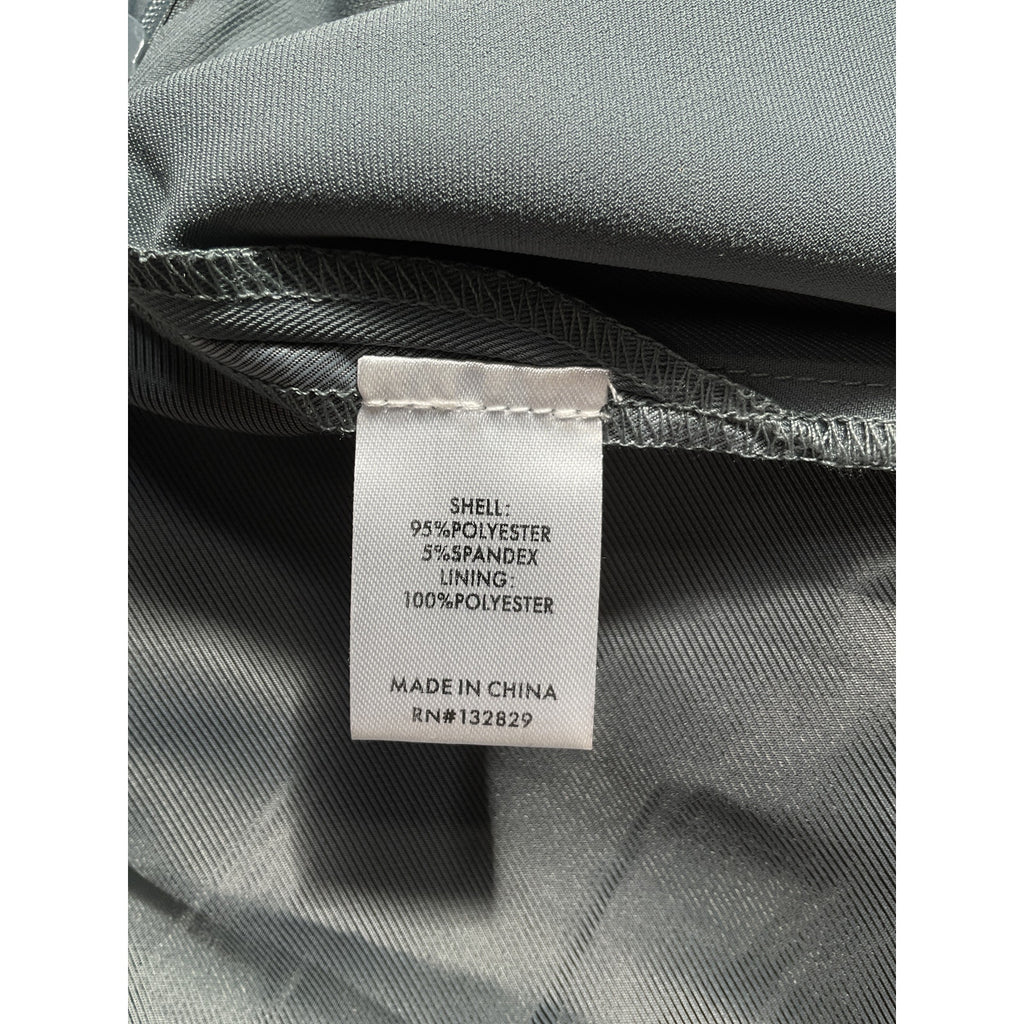 SHELL:
95%POLYESTER
5%SPANDEX
LINING:
100%POLYESTER
MADE IN CHINA
RN#132829